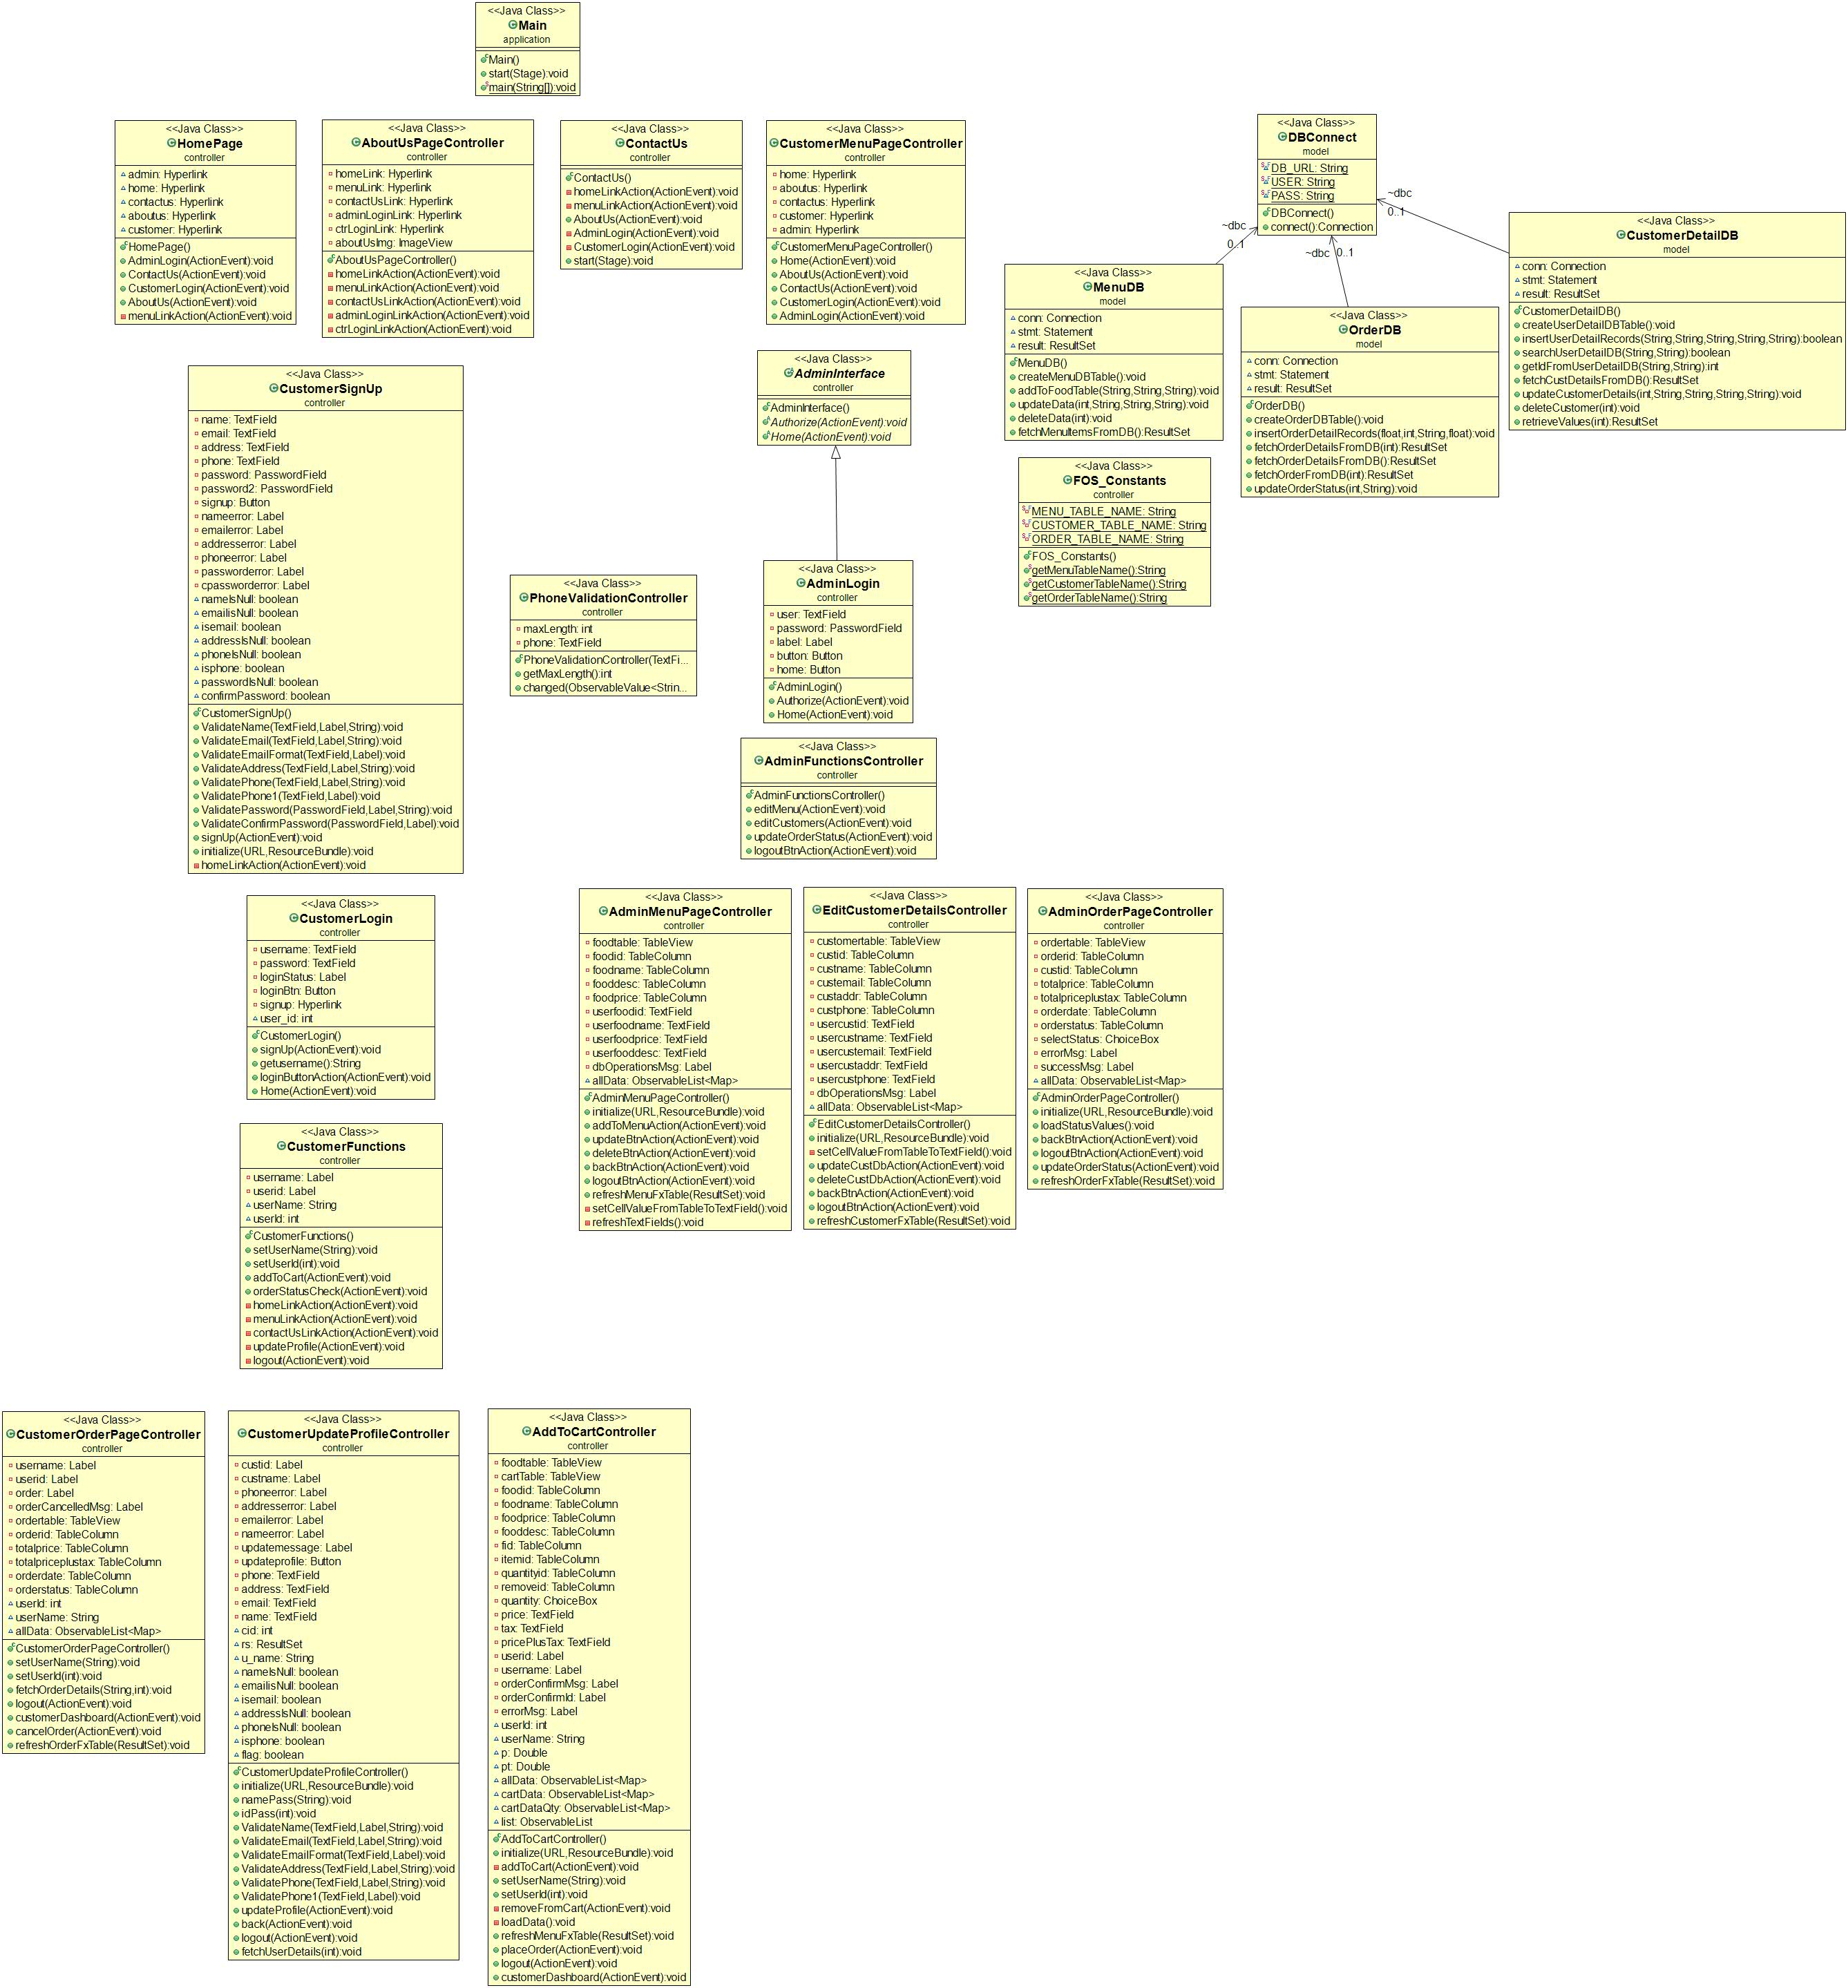 <<Java Class>>
Main
application
Main()
start(Stage):void
main(String[]):void
<<Java Class>>
HomePage
controller
admin: Hyperlink
home: Hyperlink
contactus: Hyperlink
aboutus: Hyperlink
customer: Hyperlink
HomePage()
AdminLogin(ActionEvent):void
ContactUs(ActionEvent):void
CustomerLogin(ActionEvent):void
AboutUs(ActionEvent):void
menuLinkAction(ActionEvent):void
<<Java Class>>
AboutUsPageController
controller
homeLink: Hyperlink
menuLink: Hyperlink
contactUsLink: Hyperlink
adminLoginLink: Hyperlink
ctrLoginLink: Hyperlink
aboutUsImg: ImageView
AboutUsPageController()
homeLinkAction(ActionEvent):void
menuLinkAction(ActionEvent):void
contactUsLinkAction(ActionEvent):void
adminLoginLinkAction(ActionEvent):void
ctrLoginLinkAction(ActionEvent):void
<<Java Class>>
ContactUs
controller
ContactUs()
homeLinkAction(ActionEvent):void
menuLinkAction(ActionEvent):void
AboutUs(ActionEvent):void
AdminLogin(ActionEvent):void
CustomerLogin(ActionEvent):void
start(Stage):void
<<Java Class>>
CustomerMenuPageController
controller
home: Hyperlink
aboutus: Hyperlink
contactus: Hyperlink
customer: Hyperlink
admin: Hyperlink
CustomerMenuPageController()
Home(ActionEvent):void
AboutUs(ActionEvent):void
ContactUs(ActionEvent):void
CustomerLogin(ActionEvent):void
AdminLogin(ActionEvent):void
<<Java Class>>
DBConnect
model
DB_URL: String
USER: String
PASS: String
DBConnect()
connect():Connection
~dbc
0..1
~dbc
0..1
~dbc
0..1
<<Java Class>>
MenuDB
model
conn: Connection
stmt: Statement
result: ResultSet
MenuDB()
createMenuDBTable():void
addToFoodTable(String,String,String):void
updateData(int,String,String,String):void
deleteData(int):void
fetchMenuItemsFromDB():ResultSet
<<Java Class>>
OrderDB
model
conn: Connection
stmt: Statement
result: ResultSet
OrderDB()
createOrderDBTable():void
insertOrderDetailRecords(float,int,String,float):void
fetchOrderDetailsFromDB(int):ResultSet
fetchOrderDetailsFromDB():ResultSet
fetchOrderFromDB(int):ResultSet
updateOrderStatus(int,String):void
<<Java Class>>
CustomerDetailDB
model
conn: Connection
stmt: Statement
result: ResultSet
CustomerDetailDB()
createUserDetailDBTable():void
insertUserDetailRecords(String,String,String,String,String):boolean
searchUserDetailDB(String,String):boolean
getIdFromUserDetailDB(String,String):int
fetchCustDetailsFromDB():ResultSet
updateCustomerDetails(int,String,String,String,String):void
deleteCustomer(int):void
retrieveValues(int):ResultSet
<<Java Class>>
CustomerSignUp
controller
name: TextField
email: TextField
address: TextField
phone: TextField
password: PasswordField
password2: PasswordField
signup: Button
nameerror: Label
emailerror: Label
addresserror: Label
phoneerror: Label
passworderror: Label
cpassworderror: Label
nameIsNull: boolean
emailisNull: boolean
isemail: boolean
addressIsNull: boolean
phoneIsNull: boolean
isphone: boolean
passwordIsNull: boolean
confirmPassword: boolean
CustomerSignUp()
ValidateName(TextField,Label,String):void
ValidateEmail(TextField,Label,String):void
ValidateEmailFormat(TextField,Label):void
ValidateAddress(TextField,Label,String):void
ValidatePhone(TextField,Label,String):void
ValidatePhone1(TextField,Label):void
ValidatePassword(PasswordField,Label,String):void
ValidateConfirmPassword(PasswordField,Label):void
signUp(ActionEvent):void
initialize(URL,ResourceBundle):void
homeLinkAction(ActionEvent):void
<<Java Class>>
AdminInterface
controller
AdminInterface()
Authorize(ActionEvent):void
Home(ActionEvent):void
<<Java Class>>
FOS_Constants
controller
MENU_TABLE_NAME: String
CUSTOMER_TABLE_NAME: String
ORDER_TABLE_NAME: String
FOS_Constants()
getMenuTableName():String
getCustomerTableName():String
getOrderTableName():String
<<Java Class>>
PhoneValidationController
controller
maxLength: int
phone: TextField
PhoneValidationController(TextFi...
getMaxLength():int
changed(ObservableValue<Strin...
<<Java Class>>
AdminLogin
controller
user: TextField
password: PasswordField
label: Label
button: Button
home: Button
AdminLogin()
Authorize(ActionEvent):void
Home(ActionEvent):void
<<Java Class>>
AdminFunctionsController
controller
AdminFunctionsController()
editMenu(ActionEvent):void
editCustomers(ActionEvent):void
updateOrderStatus(ActionEvent):void
logoutBtnAction(ActionEvent):void
<<Java Class>>
CustomerLogin
controller
username: TextField
password: TextField
loginStatus: Label
loginBtn: Button
signup: Hyperlink
user_id: int
CustomerLogin()
signUp(ActionEvent):void
getusername():String
loginButtonAction(ActionEvent):void
Home(ActionEvent):void
<<Java Class>>
AdminMenuPageController
controller
foodtable: TableView
foodid: TableColumn
foodname: TableColumn
fooddesc: TableColumn
foodprice: TableColumn
userfoodid: TextField
userfoodname: TextField
userfoodprice: TextField
userfooddesc: TextField
dbOperationsMsg: Label
allData: ObservableList<Map>
AdminMenuPageController()
initialize(URL,ResourceBundle):void
addToMenuAction(ActionEvent):void
updateBtnAction(ActionEvent):void
deleteBtnAction(ActionEvent):void
backBtnAction(ActionEvent):void
logoutBtnAction(ActionEvent):void
refreshMenuFxTable(ResultSet):void
setCellValueFromTableToTextField():void
refreshTextFields():void
<<Java Class>>
EditCustomerDetailsController
controller
customertable: TableView
custid: TableColumn
custname: TableColumn
custemail: TableColumn
custaddr: TableColumn
custphone: TableColumn
usercustid: TextField
usercustname: TextField
usercustemail: TextField
usercustaddr: TextField
usercustphone: TextField
dbOperationsMsg: Label
allData: ObservableList<Map>
EditCustomerDetailsController()
initialize(URL,ResourceBundle):void
setCellValueFromTableToTextField():void
updateCustDbAction(ActionEvent):void
deleteCustDbAction(ActionEvent):void
backBtnAction(ActionEvent):void
logoutBtnAction(ActionEvent):void
refreshCustomerFxTable(ResultSet):void
<<Java Class>>
AdminOrderPageController
controller
ordertable: TableView
orderid: TableColumn
custid: TableColumn
totalprice: TableColumn
totalpriceplustax: TableColumn
orderdate: TableColumn
orderstatus: TableColumn
selectStatus: ChoiceBox
errorMsg: Label
successMsg: Label
allData: ObservableList<Map>
AdminOrderPageController()
initialize(URL,ResourceBundle):void
loadStatusValues():void
backBtnAction(ActionEvent):void
logoutBtnAction(ActionEvent):void
updateOrderStatus(ActionEvent):void
refreshOrderFxTable(ResultSet):void
<<Java Class>>
CustomerFunctions
controller
username: Label
userid: Label
userName: String
userId: int
CustomerFunctions()
setUserName(String):void
setUserId(int):void
addToCart(ActionEvent):void
orderStatusCheck(ActionEvent):void
homeLinkAction(ActionEvent):void
menuLinkAction(ActionEvent):void
contactUsLinkAction(ActionEvent):void
updateProfile(ActionEvent):void
logout(ActionEvent):void
<<Java Class>>
CustomerOrderPageController
controller
username: Label
userid: Label
order: Label
orderCancelledMsg: Label
ordertable: TableView
orderid: TableColumn
totalprice: TableColumn
totalpriceplustax: TableColumn
orderdate: TableColumn
orderstatus: TableColumn
userId: int
userName: String
allData: ObservableList<Map>
CustomerOrderPageController()
setUserName(String):void
setUserId(int):void
fetchOrderDetails(String,int):void
logout(ActionEvent):void
customerDashboard(ActionEvent):void
cancelOrder(ActionEvent):void
refreshOrderFxTable(ResultSet):void
<<Java Class>>
CustomerUpdateProfileController
controller
custid: Label
custname: Label
phoneerror: Label
addresserror: Label
emailerror: Label
nameerror: Label
updatemessage: Label
updateprofile: Button
phone: TextField
address: TextField
email: TextField
name: TextField
cid: int
rs: ResultSet
u_name: String
nameIsNull: boolean
emailisNull: boolean
isemail: boolean
addressIsNull: boolean
phoneIsNull: boolean
isphone: boolean
flag: boolean
CustomerUpdateProfileController()
initialize(URL,ResourceBundle):void
namePass(String):void
idPass(int):void
ValidateName(TextField,Label,String):void
ValidateEmail(TextField,Label,String):void
ValidateEmailFormat(TextField,Label):void
ValidateAddress(TextField,Label,String):void
ValidatePhone(TextField,Label,String):void
ValidatePhone1(TextField,Label):void
updateProfile(ActionEvent):void
back(ActionEvent):void
logout(ActionEvent):void
fetchUserDetails(int):void
<<Java Class>>
AddToCartController
controller
foodtable: TableView
cartTable: TableView
foodid: TableColumn
foodname: TableColumn
foodprice: TableColumn
fooddesc: TableColumn
fid: TableColumn
itemid: TableColumn
quantityid: TableColumn
removeid: TableColumn
quantity: ChoiceBox
price: TextField
tax: TextField
pricePlusTax: TextField
userid: Label
username: Label
orderConfirmMsg: Label
orderConfirmId: Label
errorMsg: Label
userId: int
userName: String
p: Double
pt: Double
allData: ObservableList<Map>
cartData: ObservableList<Map>
cartDataQty: ObservableList<Map>
list: ObservableList
AddToCartController()
initialize(URL,ResourceBundle):void
addToCart(ActionEvent):void
setUserName(String):void
setUserId(int):void
removeFromCart(ActionEvent):void
loadData():void
refreshMenuFxTable(ResultSet):void
placeOrder(ActionEvent):void
logout(ActionEvent):void
customerDashboard(ActionEvent):void